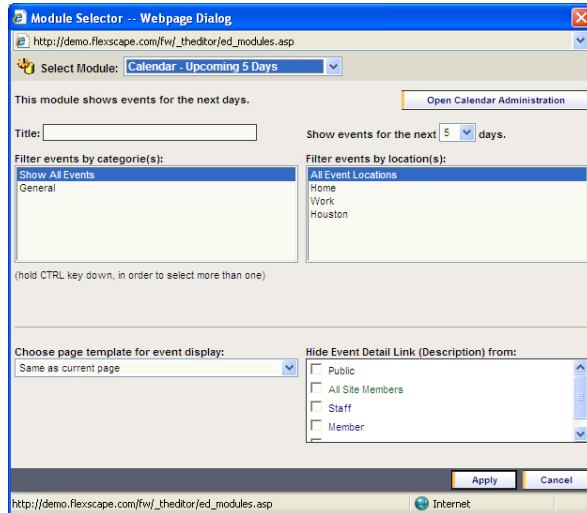 Module Selector -- Webpage Dialog
http://demo.flexscape.com/fw/_theditor/ed_modules.asp
Select Module: Calendar - Upcoming 5 Days
This module shows events for the next days.
Open Calendar Administration
Title:
Show events for the next 5 days.
Filter events by categorie(s):
Show All Events
General
Filter events by location(s):
All Event Locations
Home
Work
Houston
(hold CTRL key down, in order to select more than one)
Choose page template for event display:
Same as current page
Hide Event Detail Link (Description) from:
Public
All Site Members
Staff
Member
Apply
Cancel
http://demo.flexscape.com/fw/_theditor/ed_modules.asp
Internet